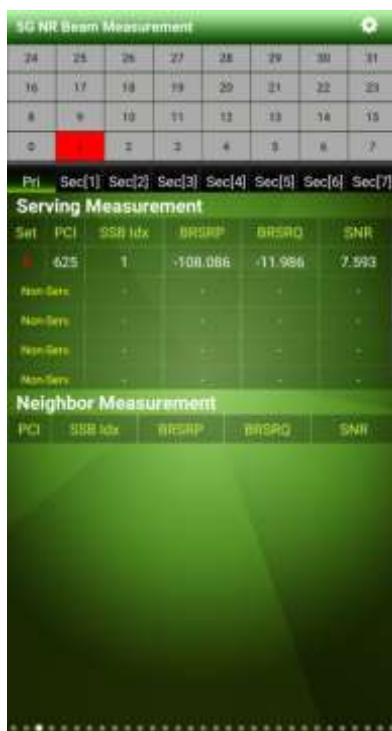 5G NR Beam Measurement
24 25 26 27 28 29 30 31
16 17 18 19 20 21 22 23
8 9 10 11 12 13 14 15
0 1 2 3 4 5 6 7
Pri Sec[1] Sec[2] Sec[3] Sec[4] Sec[5] Sec[6] Sec[7]
Serving Measurement
Set PCI SSB Idx BRSRP BRSRQ SNR
625 1 -108.086 -11.986 7.593
Non-Serv - - - - -
Non-Serv - - - - -
Non-Serv - - - - -
Non-Serv - - - - -
Neighbor Measurement
PCI SSB Idx BRSRP BRSRQ SNR